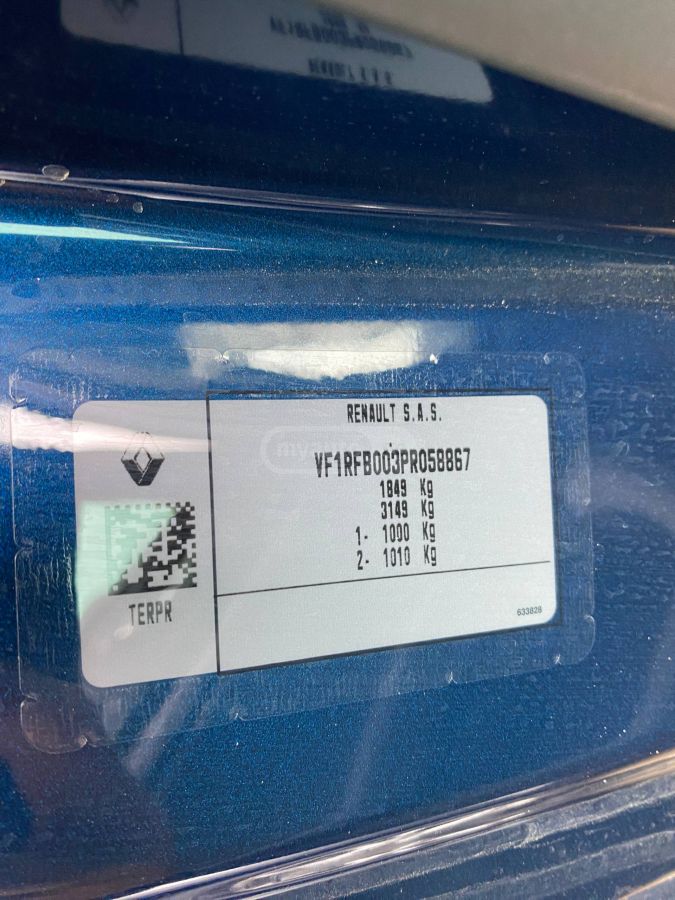 RENAULT S.A.S.
VF1RFB003PR058867
1849 Kg
3149 Kg
1- 1000 Kg
2- 1010 Kg
TERPR
633828